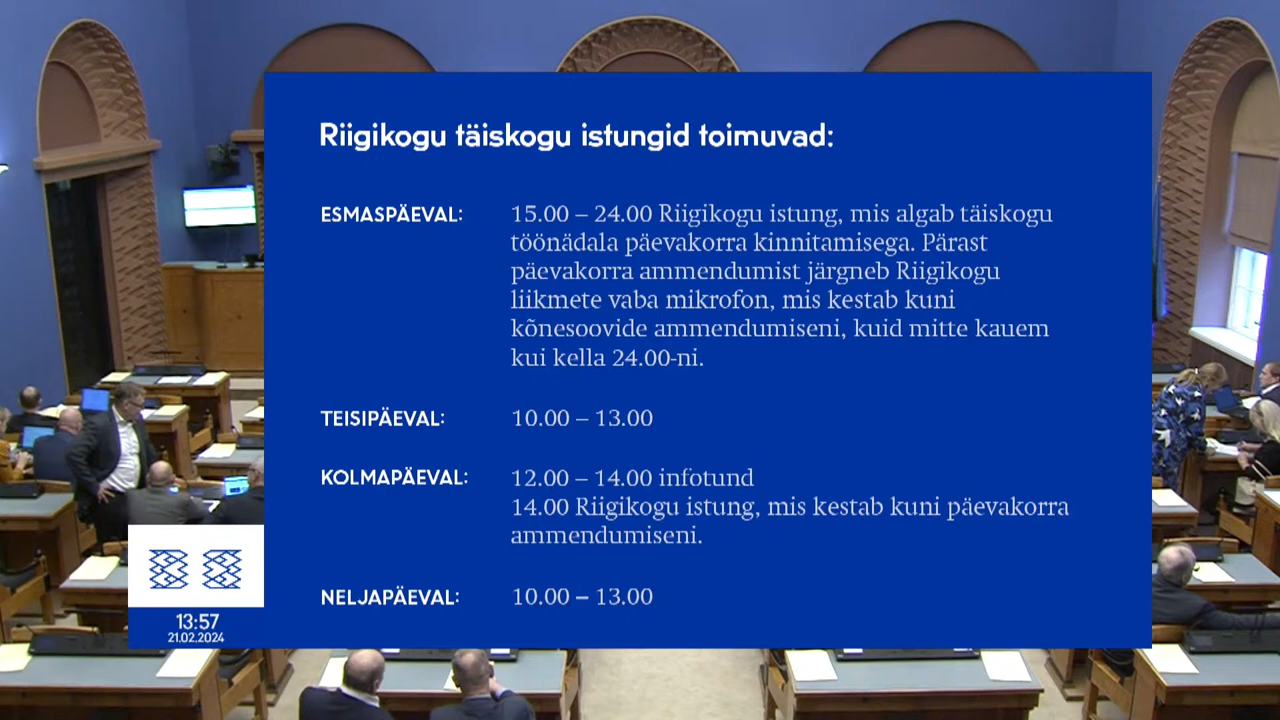 Riigikogu täiskogu istungid toimuvad:
ESMASPÄEVAL:
15.00 – 24.00 Riigikogu istung, mis algab täiskogu
töönädala päevakorra kinnitamisega. Pärast
päevakorra ammendumist järgneb Riigikogu
liikmete vaba mikrofon, mis kestab kuni
kõnesoovide ammendumiseni, kuid mitte kauem
kui kella 24.00-ni.
TEISIPÄEVAL:
10.00 – 13.00
KOLMAPÄEVAL:
12.00 – 14.00 infotund
14.00 Riigikogu istung, mis kestab kuni päevakorra
ammendumiseni.
NELJAPÄEVAL:
10.00 – 13.00
13:57
21.02.2024